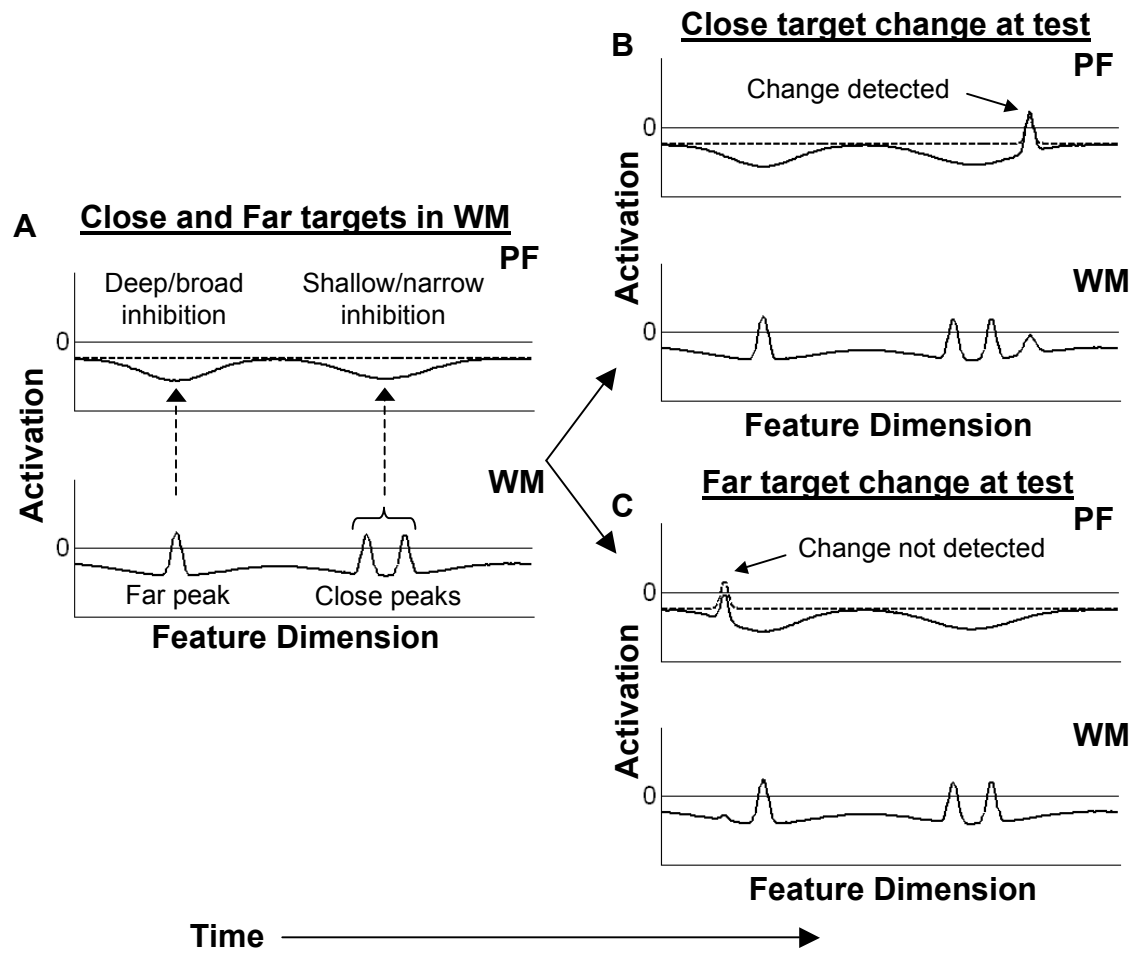 A
Close and Far targets in WM
PF
Deep/broad
inhibition
Shallow/narrow
inhibition
0
Activation
WM
0
Far peak
Close peaks
Feature Dimension
B
Close target change at test
PF
Change detected
0
Activation
WM
0
Feature Dimension
C
Far target change at test
PF
Change not detected
0
Activation
WM
0
Feature Dimension
Time